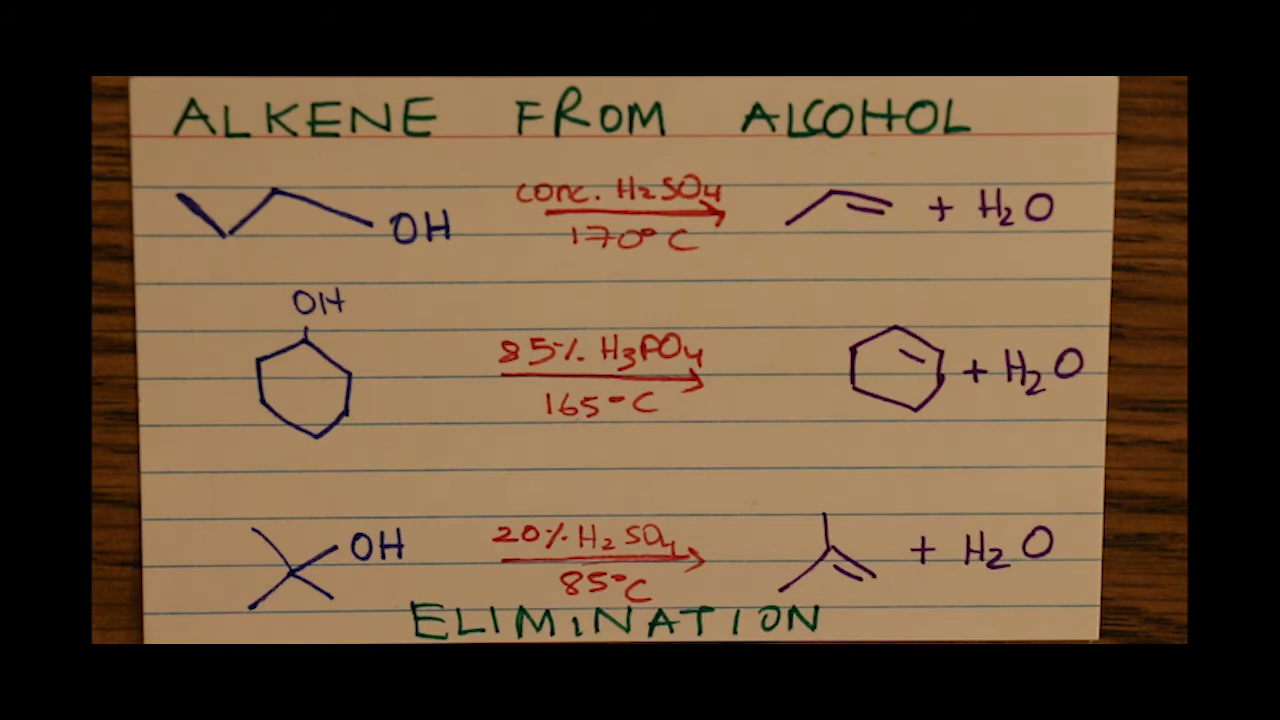 ALKENE FROM ALCOHOL
OH conc. H₂SO₄ + H₂O
170°C
OH
85% H₃PO₄ + H₂O
165°C
OH 20% H₂SO₄ + H₂O
85°C
ELIMINATION